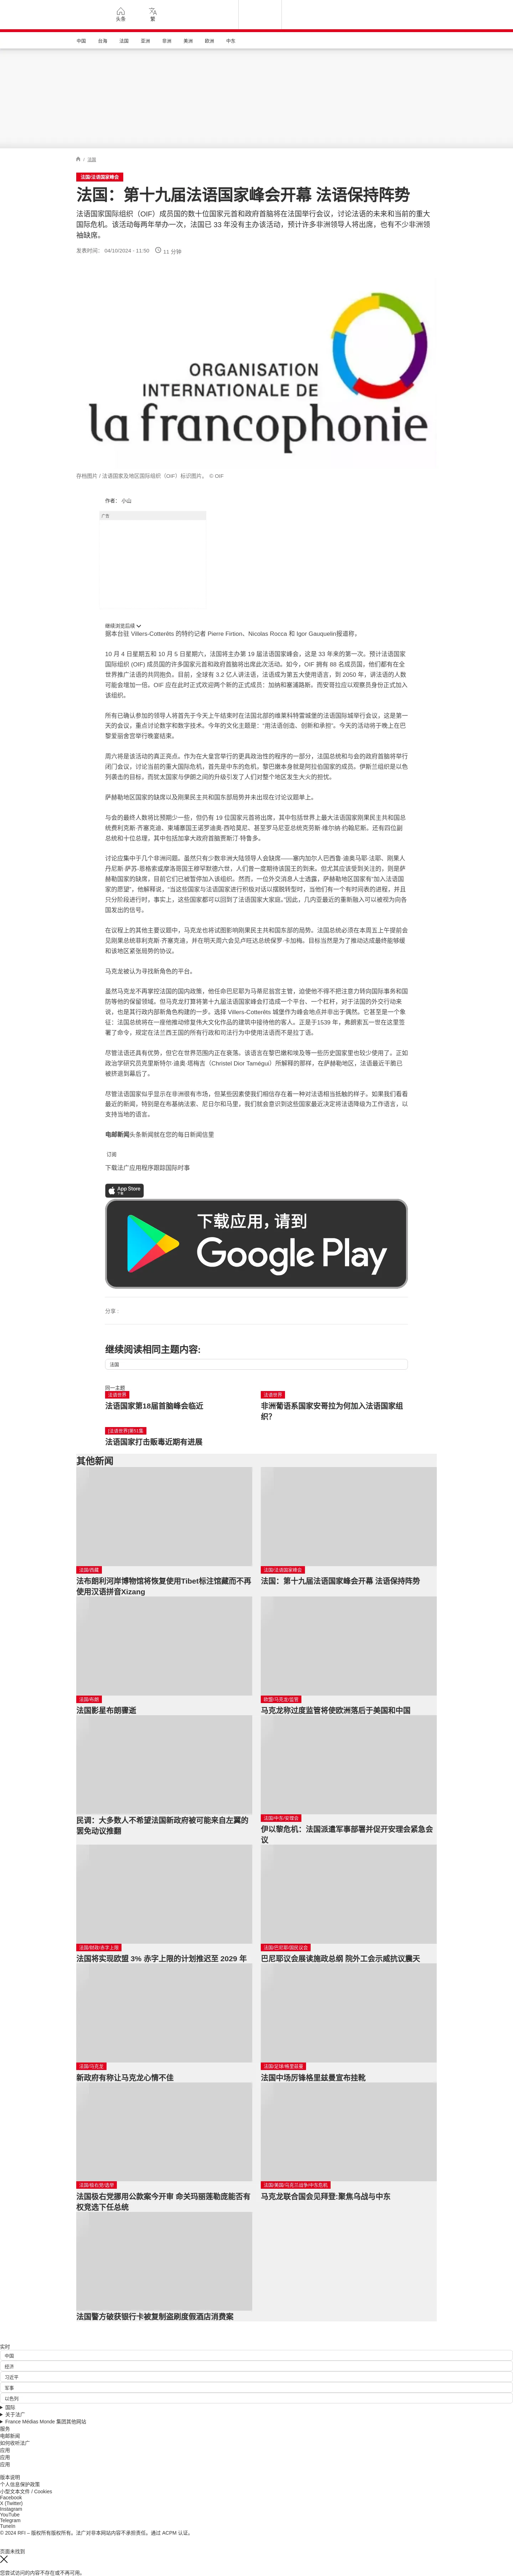 头条
繁
中国
台海
法国
亚洲
非洲
美洲
欧洲
中东
法国
法国/法语国家峰会
法国：第十九届法语国家峰会开幕 法语保持阵势
法语国家国际组织（OIF）成员国的数十位国家元首和政府首脑将在法国举行会议，讨论法语的未来和当前的重大
国际危机。该活动每两年举办一次，法国已 33 年没有主办该活动，预计许多非洲领导人将出席，也有不少非洲领
袖缺席。
发表时间： 04/10/2024 - 11:50
11 分钟
ORGANISATION
INTERNATIONALE DE
la francophonie
存档图片 / 法语国家及地区国际组织（OIF）标识图片。 © OIF
作者： 小山
广告
继续浏览后续
据本台驻 Villers-Cotterêts 的特约记者 Pierre Firtion、Nicolas Rocca 和 Igor Gauquelin报道称，
10 月 4 日星期五和 10 月 5 日星期六，法国将主办第 19 届法语国家峰会，这是 33 年来的第一次。预计法语国家
国际组织 (OIF) 成员国的许多国家元首和政府首脑将出席此次活动。如今，OIF 拥有 88 名成员国，他们都有在全
世界推广法语的共同抱负。目前，全球有 3.2 亿人讲法语，法语成为第五大使用语言，到 2050 年，讲法语的人数
可能会增加一倍。OIF 应在此时正式欢迎两个新的正式成员：加纳和塞浦路斯。而安哥拉应以观察员身份正式加入
该组织。
所有已确认参加的领导人将首先于今天上午结束时在法国北部的维莱科特雷城堡的法语国际城举行会议，这是第一
天的会议，重点讨论教育和数字技术。今年的文化主题是：“用法语创造、创新和承担”。今天的活动将于晚上在巴
黎爱丽舍宫举行晚宴结束。
周六将是该活动的真正亮点。作为在大皇宫举行的更具政治性的程序的一部分，法国总统和与会的政府首脑将举行
闭门会议，讨论当前的重大国际危机，首先是中东的危机。黎巴嫩本身就是阿拉伯国家的成员。伊斯兰组织是以色
列袭击的目标。而犹太国家与伊朗之间的升级引发了人们对整个地区发生大火的担忧。
萨赫勒地区国家的缺席以及刚果民主共和国东部局势并未出现在讨论议题单上。
与会的最终人数将比预期少一些，但仍有 19 位国家元首将出席，其中包括世界上最大法语国家刚果民主共和国总
统费利克斯·齐塞克迪、柬埔寨国王诺罗迪奥·西哈莫尼、甚至罗马尼亚总统克劳斯·维尔纳·约翰尼斯。还有四位副
总统和十位总理，其中包括加拿大政府首脑贾斯汀·特鲁多。
讨论应集中于几个非洲问题。虽然只有少数非洲大陆领导人会缺席——塞内加尔人巴西鲁·迪奥马耶·法耶、刚果人
丹尼斯·萨苏·恩格索或摩洛哥国王穆罕默德六世，人们曾一度期待该国王的到来。但尤其应该受到关注的，则是萨
赫勒国家的缺席，目前它们已被暂停加入该组织。然而，一位外交消息人士透露，萨赫勒地区国家有“加入法语国
家的愿望”，他解释说，“当这些国家与法语国家进行积极对话以摆脱转型时，当他们有一个有时间表的进程，并且
只分阶段进行时，事实上，这些国家都可以回到了法语国家大家庭。”因此，几内亚最近的重新融入可以被视为向各
国发出的信号。
在议程上的其他主要议题中，马克龙也将试图影响刚果民主共和国东部的局势。法国总统必须在本周五上午提前会
见刚果总统菲利克斯·齐塞克迪，并在明天周六会见卢旺达总统保罗·卡加梅。目标当然是为了推动达成最终能够缓
和该地区紧张局势的协议。
马克龙被认为寻找新角色的平台。
虽然马克龙不再掌控法国的国内政策，他任命巴尼耶为马蒂尼翁宫主管，迫使他不得不把注意力转向国际事务和国
防等他的保留领域。但马克龙打算将第十九届法语国家峰会打造成一个平台、一个杠杆，对于法国的外交行动来
说，也是其行政内部新角色构建的一步。选择 Villers-Cotterêts 城堡作为峰会地点并非出于偶然。它甚至是一个象
征：法国总统将在一座他推动修复伟大文化作品的建筑中接待他的客人。正是于1539 年，弗朗索瓦一世在这里签
署了命令，规定在法兰西王国的所有行政和司法行为中使用法语而不是拉丁语。
尽管法语还具有优势，但它在世界范围内正在衰落。该语言在黎巴嫩和埃及等一些历史国家里也较少使用了。正如
政治学研究员克里斯特尔·迪奥·塔梅吉（Christel Dior Taméguí）所解释的那样，在萨赫勒地区，法语最近干脆已
被挤退到幕后了。
尽管法语国家似乎显示在非洲很有市场，但某些因素使我们相信存在着一种对法语相当抵触的样子。如果我们看看
最近的新闻，特别是在布基纳法索、尼日尔和马里，我们就会意识到这些国家最近决定将法语降级为工作语言，以
支持当地的语言。
电邮新闻头条新闻就在您的每日新闻信里
订阅
下载法广应用程序跟踪国际时事
App Store
下载
下载应用，请到
Google Play
分享 :
继续阅读相同主题内容:
法国
同一主题
法语世界
法语国家第18届首脑峰会临近
法语世界
非洲葡语系国家安哥拉为何加入法语国家组
织？
[法语世界]第51集
法语国家打击贩毒近期有进展
其他新闻
法国/西藏
法布朗利河岸博物馆将恢复使用Tibet标注馆藏而不再
使用汉语拼音Xizang
法国/法语国家峰会
法国：第十九届法语国家峰会开幕 法语保持阵势
法国/布朗
法国影星布朗骤逝
欧盟/马克龙/监管
马克龙称过度监管将使欧洲落后于美国和中国
民调：大多数人不希望法国新政府被可能来自左翼的
罢免动议推翻
法国/中东/安理会
伊以黎危机：法国派遣军事部署并促开安理会紧急会
议
法国/财政/赤字上限
法国将实现欧盟 3% 赤字上限的计划推迟至 2029 年
法国/巴尼耶/国民议会
巴尼耶议会展读施政总纲 院外工会示威抗议震天
法国/马克龙
新政府有称让马克龙心情不佳
法国/足球/格里兹曼
法国中场厉锋格里兹曼宣布挂靴
法国/极右党/选举
法国极右党挪用公款案今开审 命关玛丽莲勒庞能否有
权竞选下任总统
马克龙联合国会见拜登:聚焦乌战与中东
法国警方破获银行卡被复制盗刷度假酒店消费案
实时
中国
经济
习近平
军事
以色列
国际
关于法广
France Médias Monde 集团其他网站
服务
电邮新闻
如何收听法广
应用
应用
应用
版本说明
个人信息保护政策
小型文本文件 / Cookies
Facebook
X (Twitter)
Instagram
YouTube
Telegram
TuneIn
© 2024 RFI – 版权所有版权所有。法广对非本网站内容不承担责任。通过 ACPM 认证。
页面未找到
您尝试访问的内容不存在或不再可用。